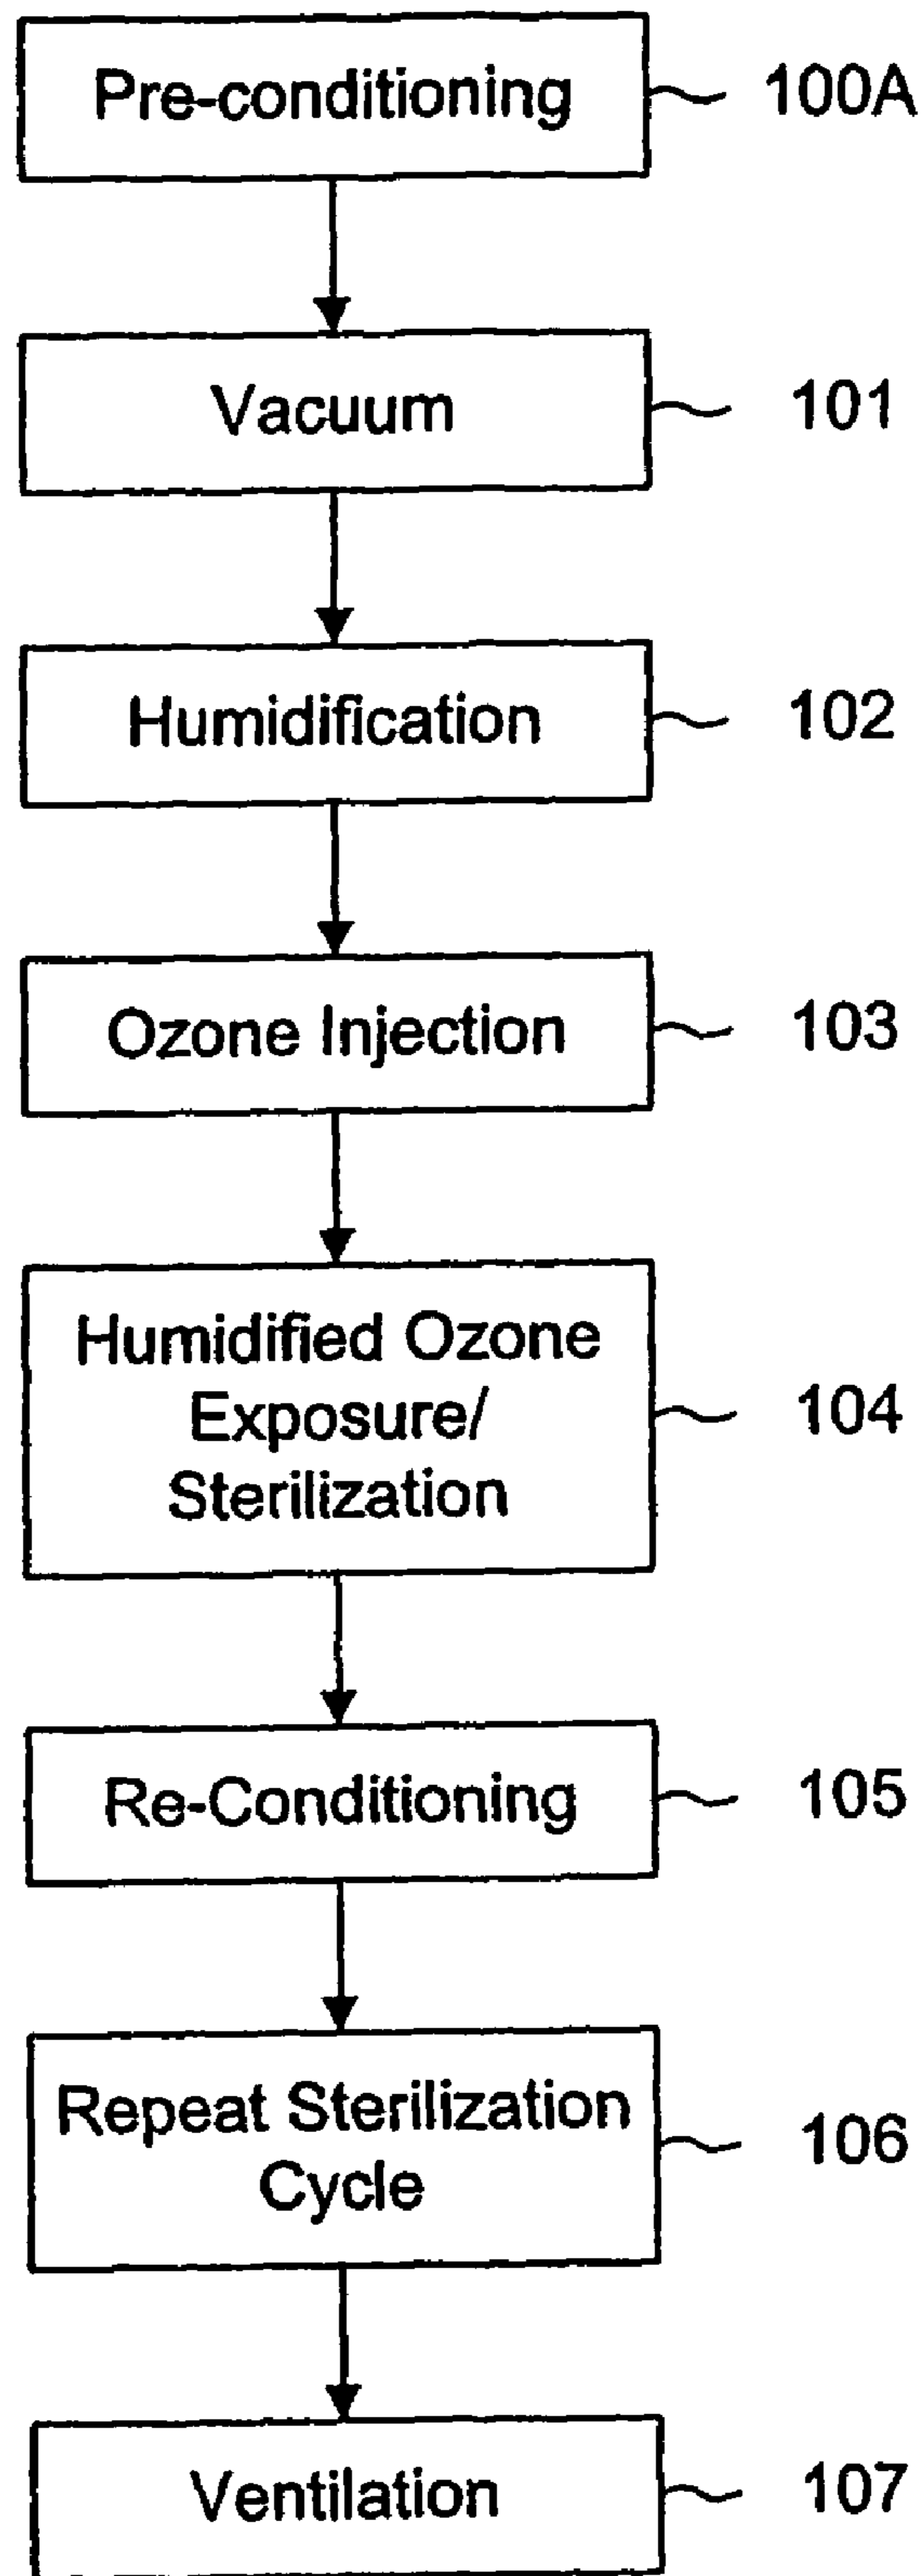 Pre-conditioning 100A
Vacuum 101
Humidification 102
Ozone Injection 103
Humidified Ozone
Exposure/ 104
Sterilization
Re-Conditioning 105
Repeat Sterilization
Cycle 106
Ventilation 107